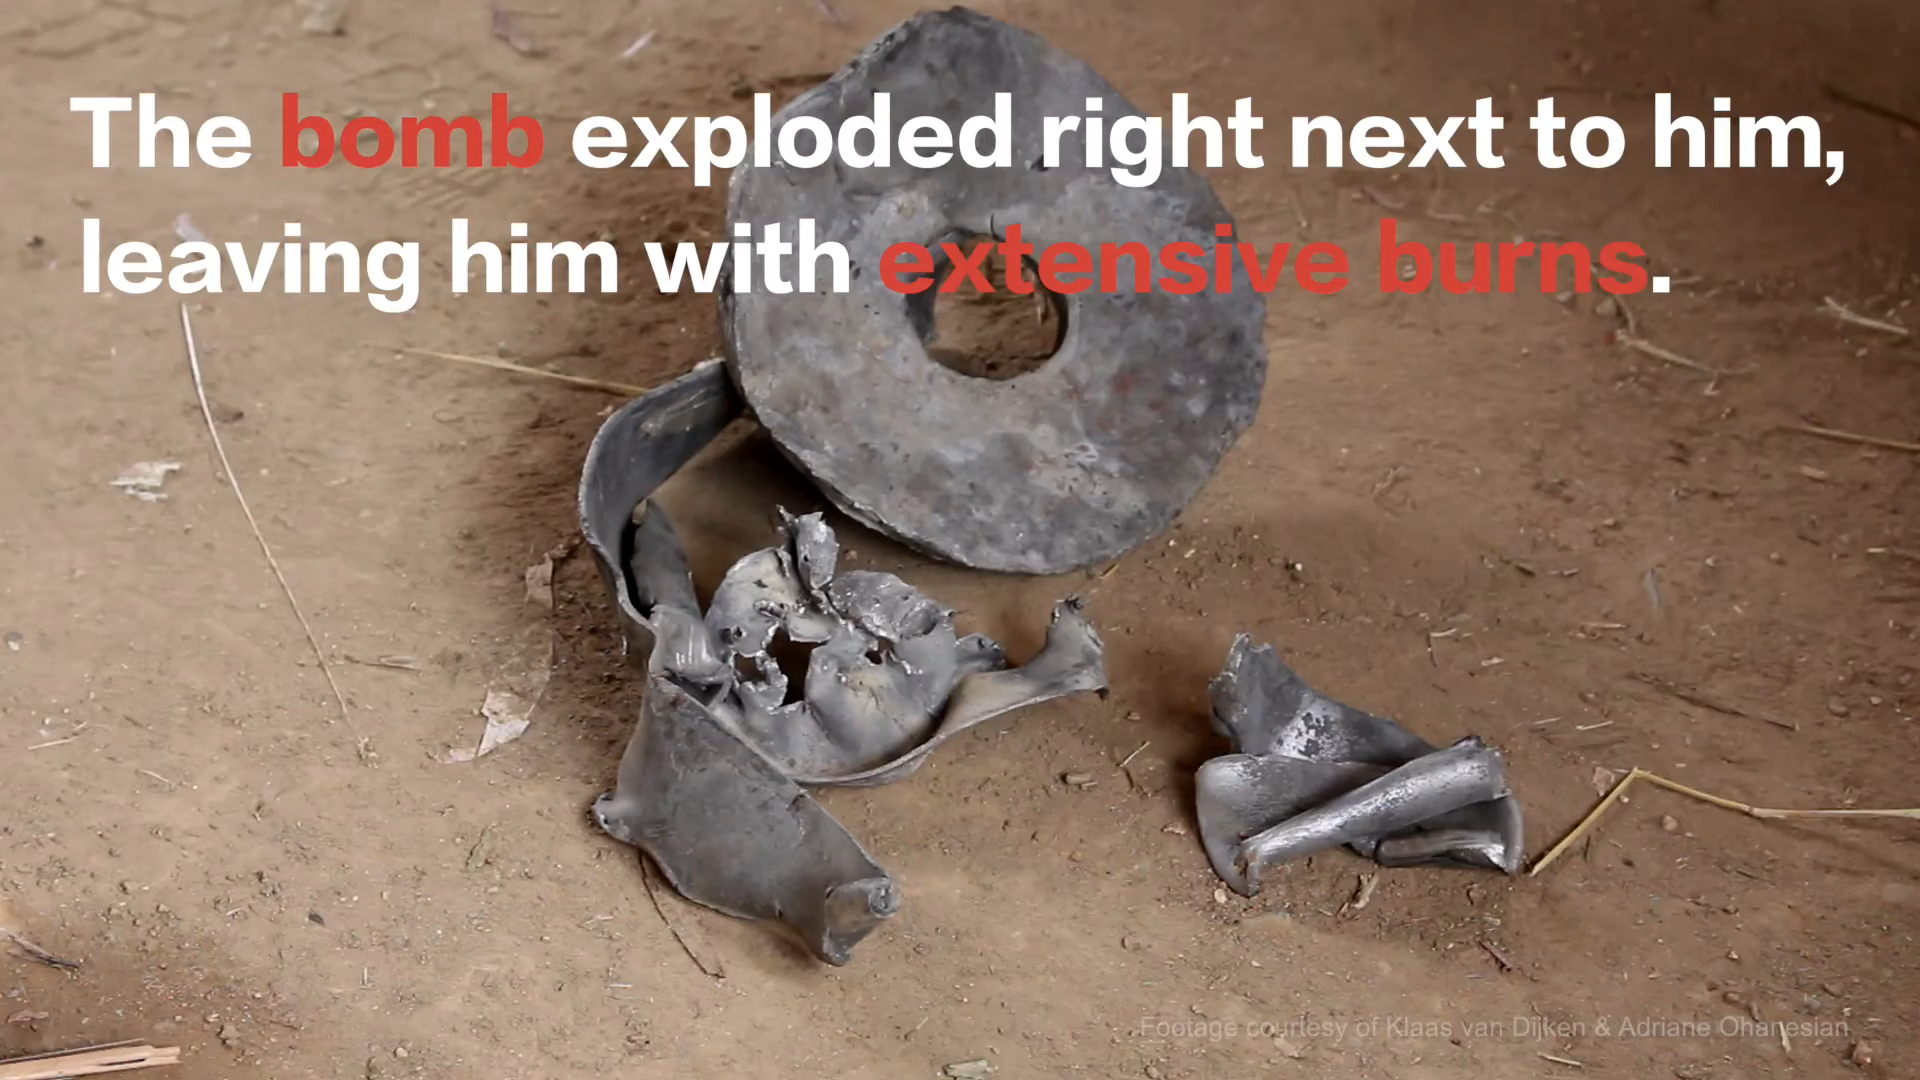 The bomb exploded right next to him,
leaving him with extensive burns.
Footage courtesy of Klaas van Dijken & Adriane Ohanesian